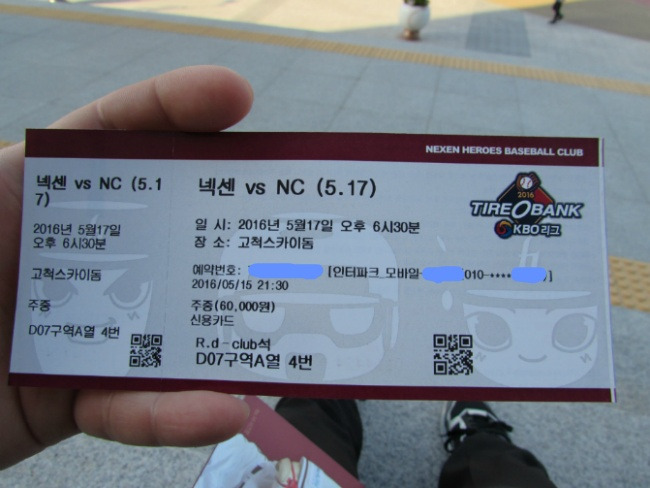 NEXEN HEROES BASEBALL CLUB
넥센 vs NC (5.1
7)
2016년 5월17일
오후 6시30분
고척스카이돔
주중
D07구역A열 4번
넥센 vs NC (5.17)
일 시: 2016년 5월17일 오후 6시30분
장 소: 고척스카이돔
예약번호: [인터파크 모바일- 010-**** )]
2016/05/15 21:30
주중(60,000원)
신용카드
R.d-club석
D07구역A열 4번
2016
TIRE BANK
KBO리그